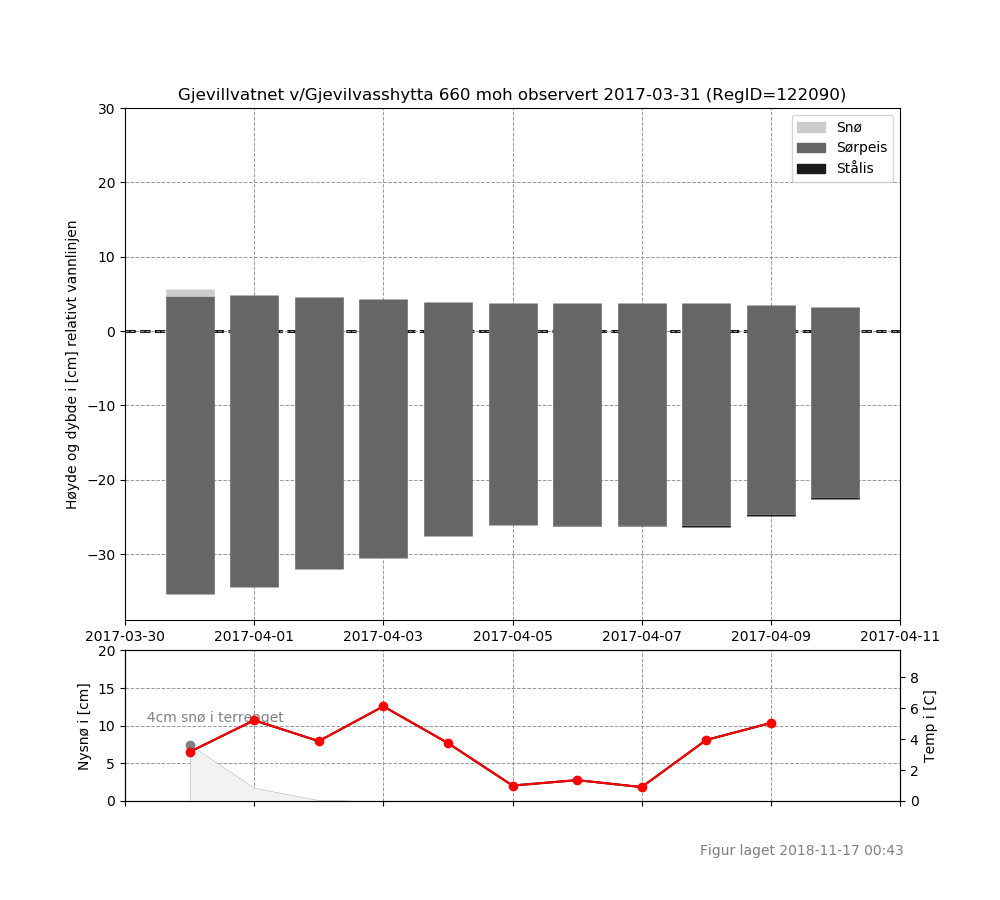 Gjevillvatnet v/Gjevilvasshytta 660 moh observert 2017-03-31 (RegID=122090)
Snø
Sørpeis
Stålis
Høyde og dybde i [cm] relativt vannlinjen
30
20
10
0
−10
−20
−30
2017-03-30 2017-04-01 2017-04-03 2017-04-05 2017-04-07 2017-04-09 2017-04-11
Nysnø i [cm]
20
15
10
5
0
4cm snø i terrenget
8
6
4
2
0
Temp i [C]
Figur laget 2018-11-17 00:43